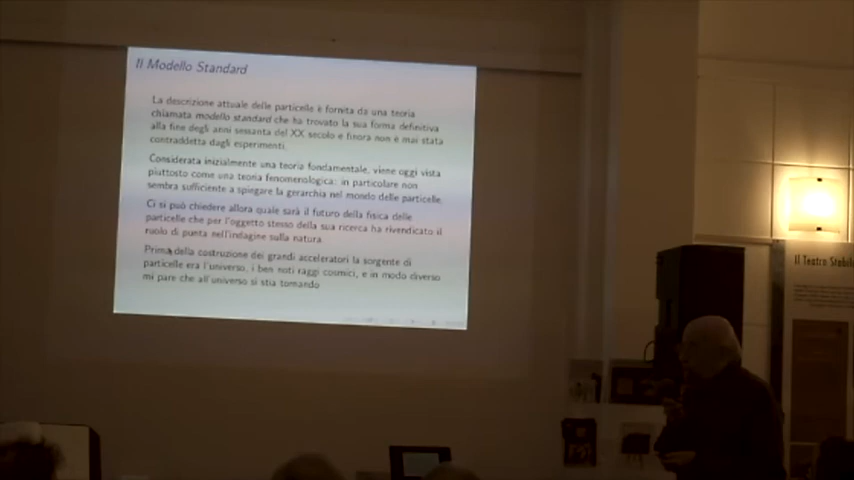 Il Modello Standard
La descrizione attuale delle particelle è fornita da una teoria
chiamata modello standard che ha trovato la sua forma definitiva
alla fine degli anni sessanta del XX secolo e finora non è mai stata
contraddetta dagli esperimenti.
Considerata inizialmente una teoria fondamentale, viene oggi vista
piuttosto come una teoria fenomenologica: in particolare non
sembra sufficiente a spiegare la gerarchia nel mondo delle particelle.
Ci si può chiedere allora quale sarà il futuro della fisica delle
particelle che per l'oggetto stesso della sua ricerca ha rivendicato il
ruolo di punta nell'indagine sulla natura
Prima della costruzione dei grandi acceleratori la sorgente di
particelle era l'universo, i ben noti raggi cosmici, e in modo diverso
mi pare che all'universo si stia tornando
Il Teatro Stabil